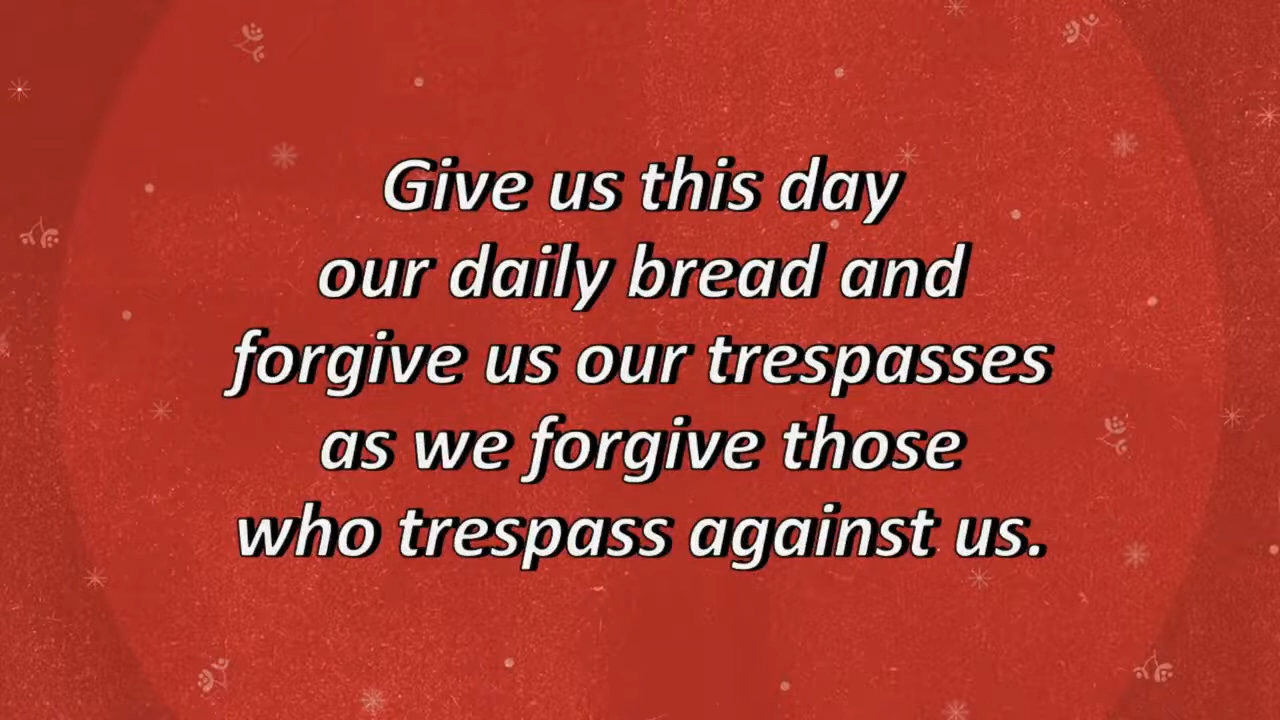 Give us this day
our daily bread and
forgive us our trespasses
as we forgive those
who trespass against us.